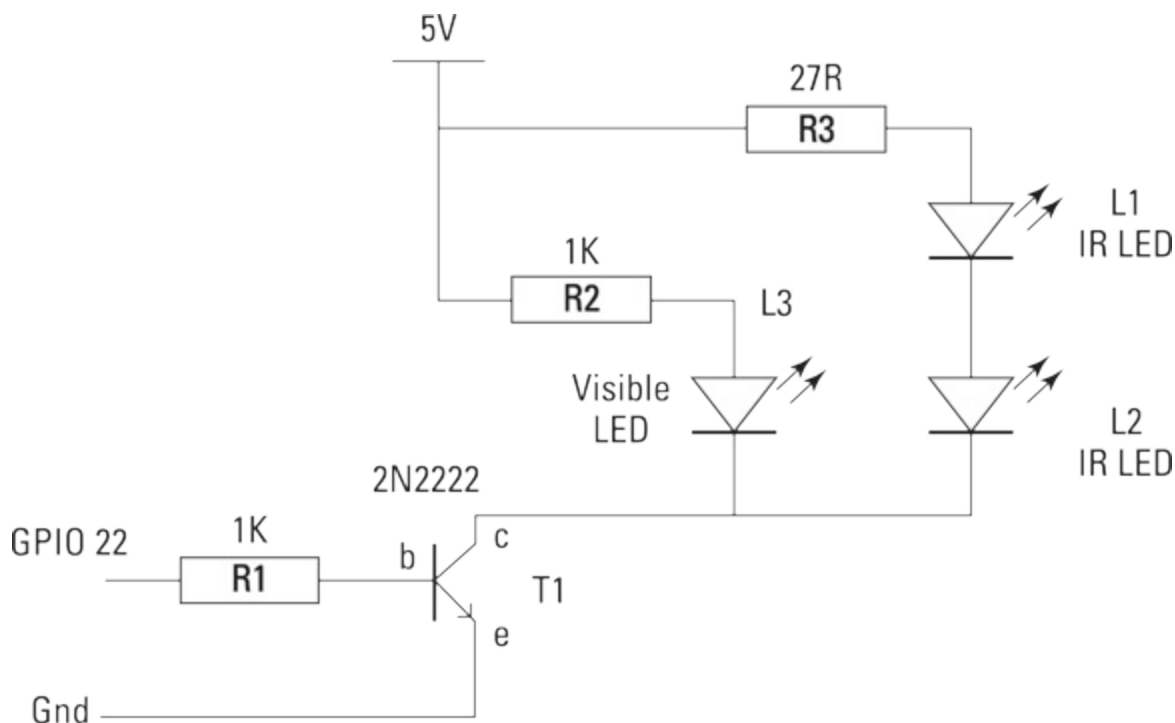 5V
27R
R3
L1
IR LED
1K
R2
L3
Visible
LED
L2
IR LED
2N2222
GPIO 22
1K
R1
b
c
T1
e
Gnd